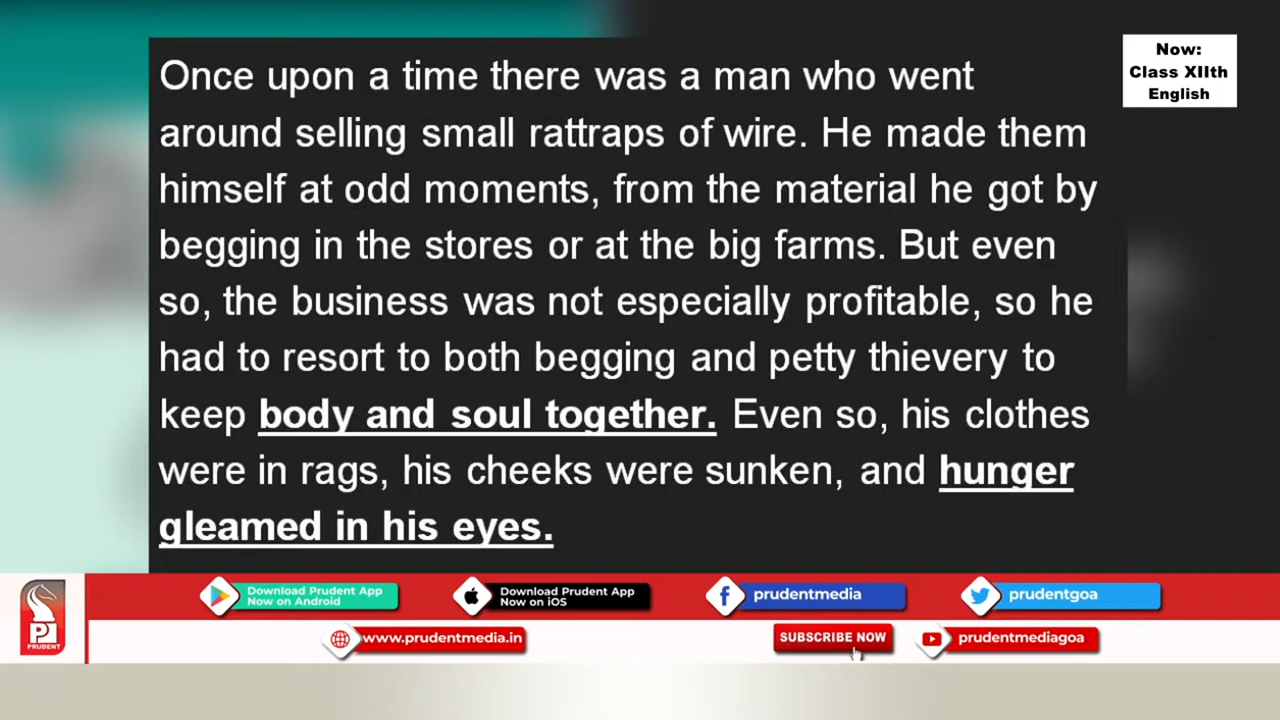 Now:
Class XIIth
English
Once upon a time there was a man who went
around selling small rattraps of wire. He made them
himself at odd moments, from the material he got by
begging in the stores or at the big farms. But even
so, the business was not especially profitable, so he
had to resort to both begging and petty thievery to
keep body and soul together. Even so, his clothes
were in rags, his cheeks were sunken, and hunger
gleamed in his eyes.
Download Prudent App
Now on Android
Download Prudent App
Now on iOS
prudentmedia
prudentgoa
PRUDENT
www.prudentmedia.in
SUBSCRIBE NOW
prudentmediagoa